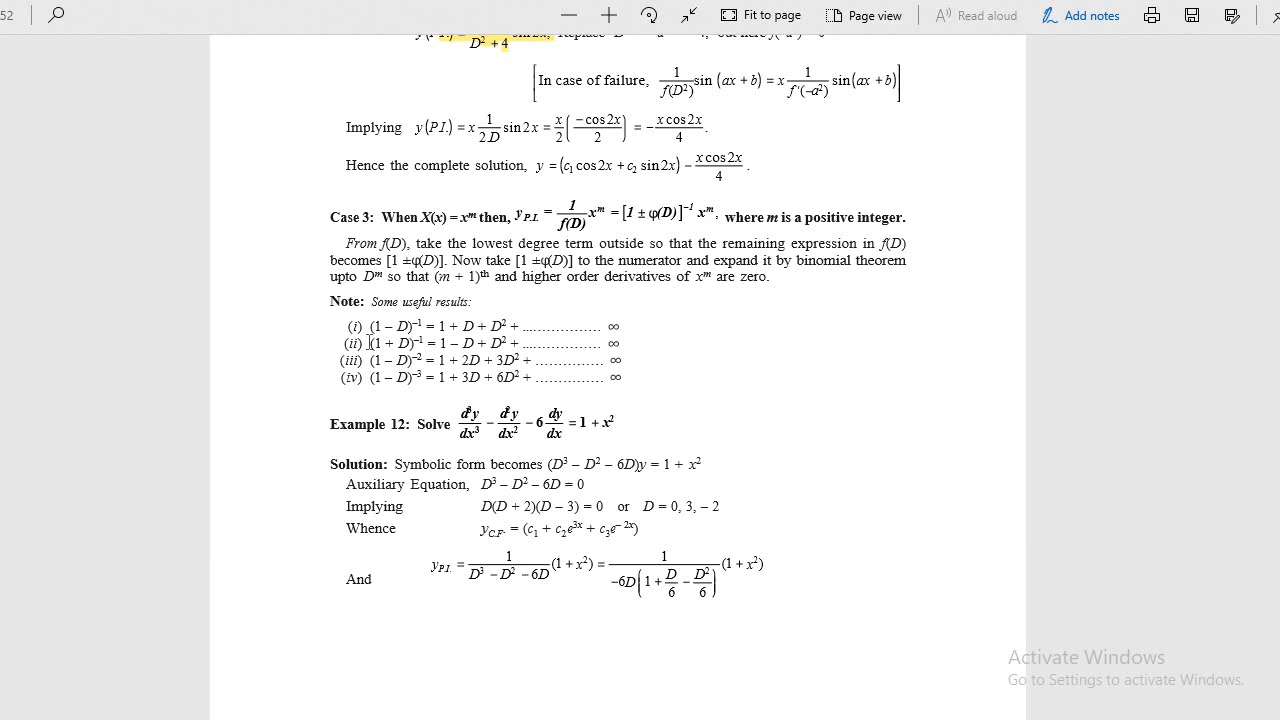 52 Fit to page Page view Read aloud Add notes
D² + 4
[In case of failure, 1/f(D²) sin (ax + b) = x 1/f′(–a²) sin(ax + b)]
Implying y(P.I.) = x 1/2D sin 2x = x/2 (– cos 2x/2) = – x cos 2x/4.
Hence the complete solution, y = (c₁ cos 2x + c₂ sin 2x) – x cos 2x/4.
Case 3: When X(x) = xᵐ then, y P.I. = 1/f(D) xᵐ = [1 ± φ(D)]⁻¹ xᵐ, where m is a positive integer.
From f(D), take the lowest degree term outside so that the remaining expression in f(D)
becomes [1 ±φ(D)]. Now take [1 ±φ(D)] to the numerator and expand it by binomial theorem
upto Dᵐ so that (m + 1)ᵗʰ and higher order derivatives of xᵐ are zero.
Note: Some useful results:
(i) (1 – D)⁻¹ = 1 + D + D² + .................. ∞
(ii) (1 + D)⁻¹ = 1 – D + D² + .................. ∞
(iii) (1 – D)⁻² = 1 + 2D + 3D² + ............... ∞
(iv) (1 – D)⁻³ = 1 + 3D + 6D² + ............... ∞
Example 12: Solve d³y/dx³ – d²y/dx² – 6 dy/dx = 1 + x²
Solution: Symbolic form becomes (D³ – D² – 6D)y = 1 + x²
Auxiliary Equation, D³ – D² – 6D = 0
Implying D(D + 2)(D – 3) = 0 or D = 0, 3, – 2
Whence y C.F. = (c₁ + c₂e³ˣ + c₃e⁻²ˣ)
And y P.I. = 1/(D³ – D² – 6D) (1 + x²) = 1/(–6D(1 + D/6 – D²/6)) (1 + x²)
Activate Windows
Go to Settings to activate Windows.